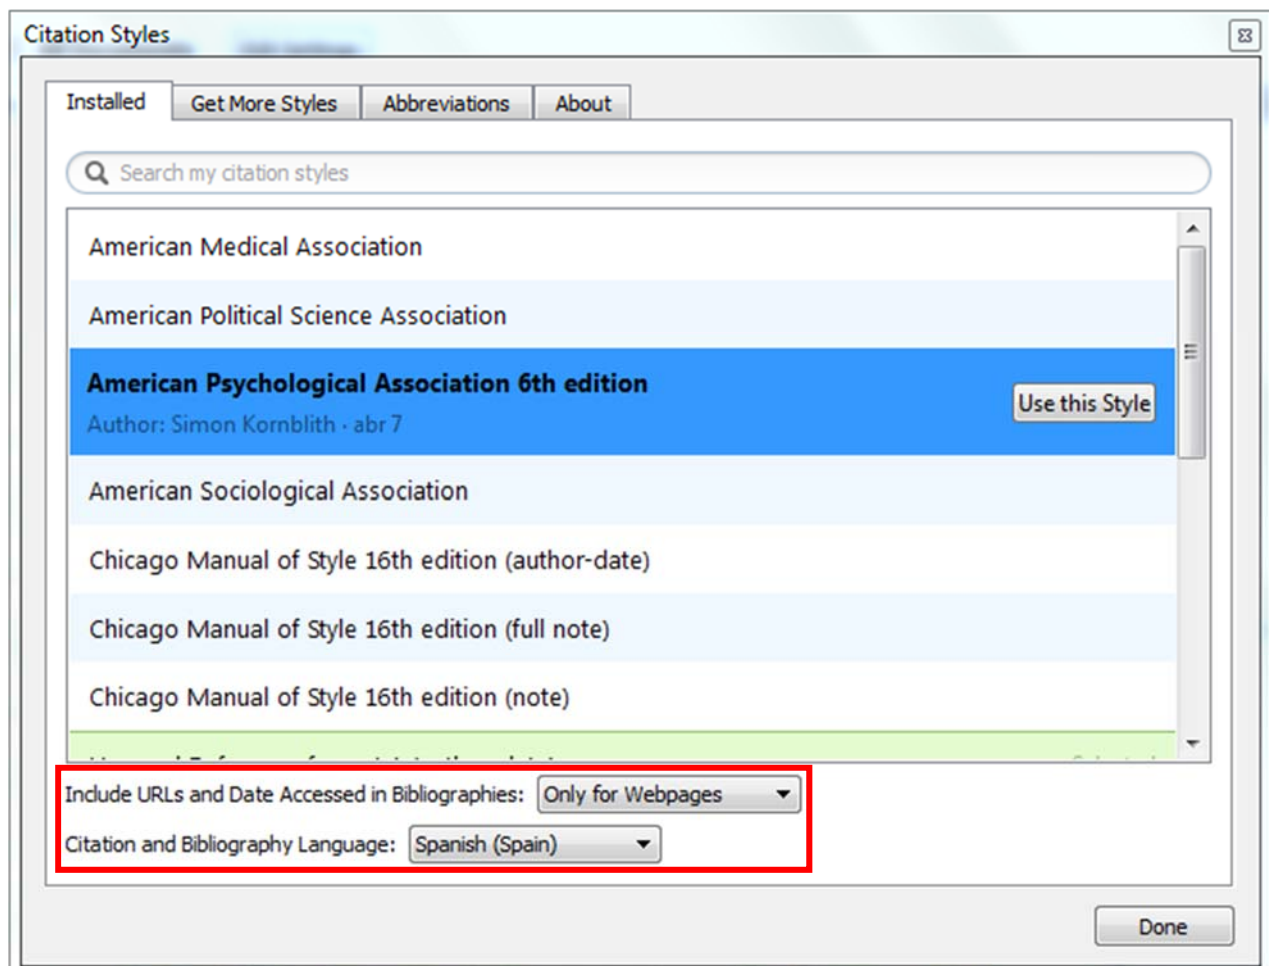 Citation Styles
Installed Get More Styles Abbreviations About
Search my citation styles
American Medical Association
American Political Science Association
American Psychological Association 6th edition
Author: Simon Kornblith · abr 7
Use this Style
American Sociological Association
Chicago Manual of Style 16th edition (author-date)
Chicago Manual of Style 16th edition (full note)
Chicago Manual of Style 16th edition (note)
Include URLs and Date Accessed in Bibliographies: Only for Webpages
Citation and Bibliography Language: Spanish (Spain)
Done